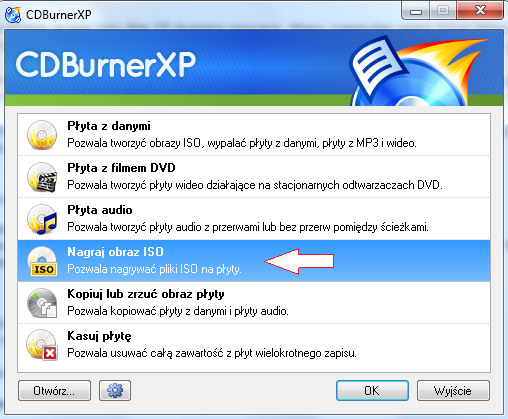 CDBurnerXP
CDBurnerXP
Płyta z danymi
Pozwala tworzyć obrazy ISO, wypalać płyty z danymi, płyty z MP3 i wideo.
Płyta z filmem DVD
Pozwala tworzyć płyty wideo działające na stacjonarnych odtwarzaczach DVD.
Płyta audio
Pozwala tworzyć płyty audio z przerwami lub bez przerw pomiędzy ścieżkami.
Nagraj obraz ISO
ISO
Pozwala nagrywać pliki ISO na płyty.
Kopiuj lub zrzuć obraz płyty
Pozwala kopiować płyty z danymi i płyty audio.
Kasuj płytę
Pozwala usuwać całą zawartość z płyt wielokrotnego zapisu.
Otwórz...
OK
Wyjście